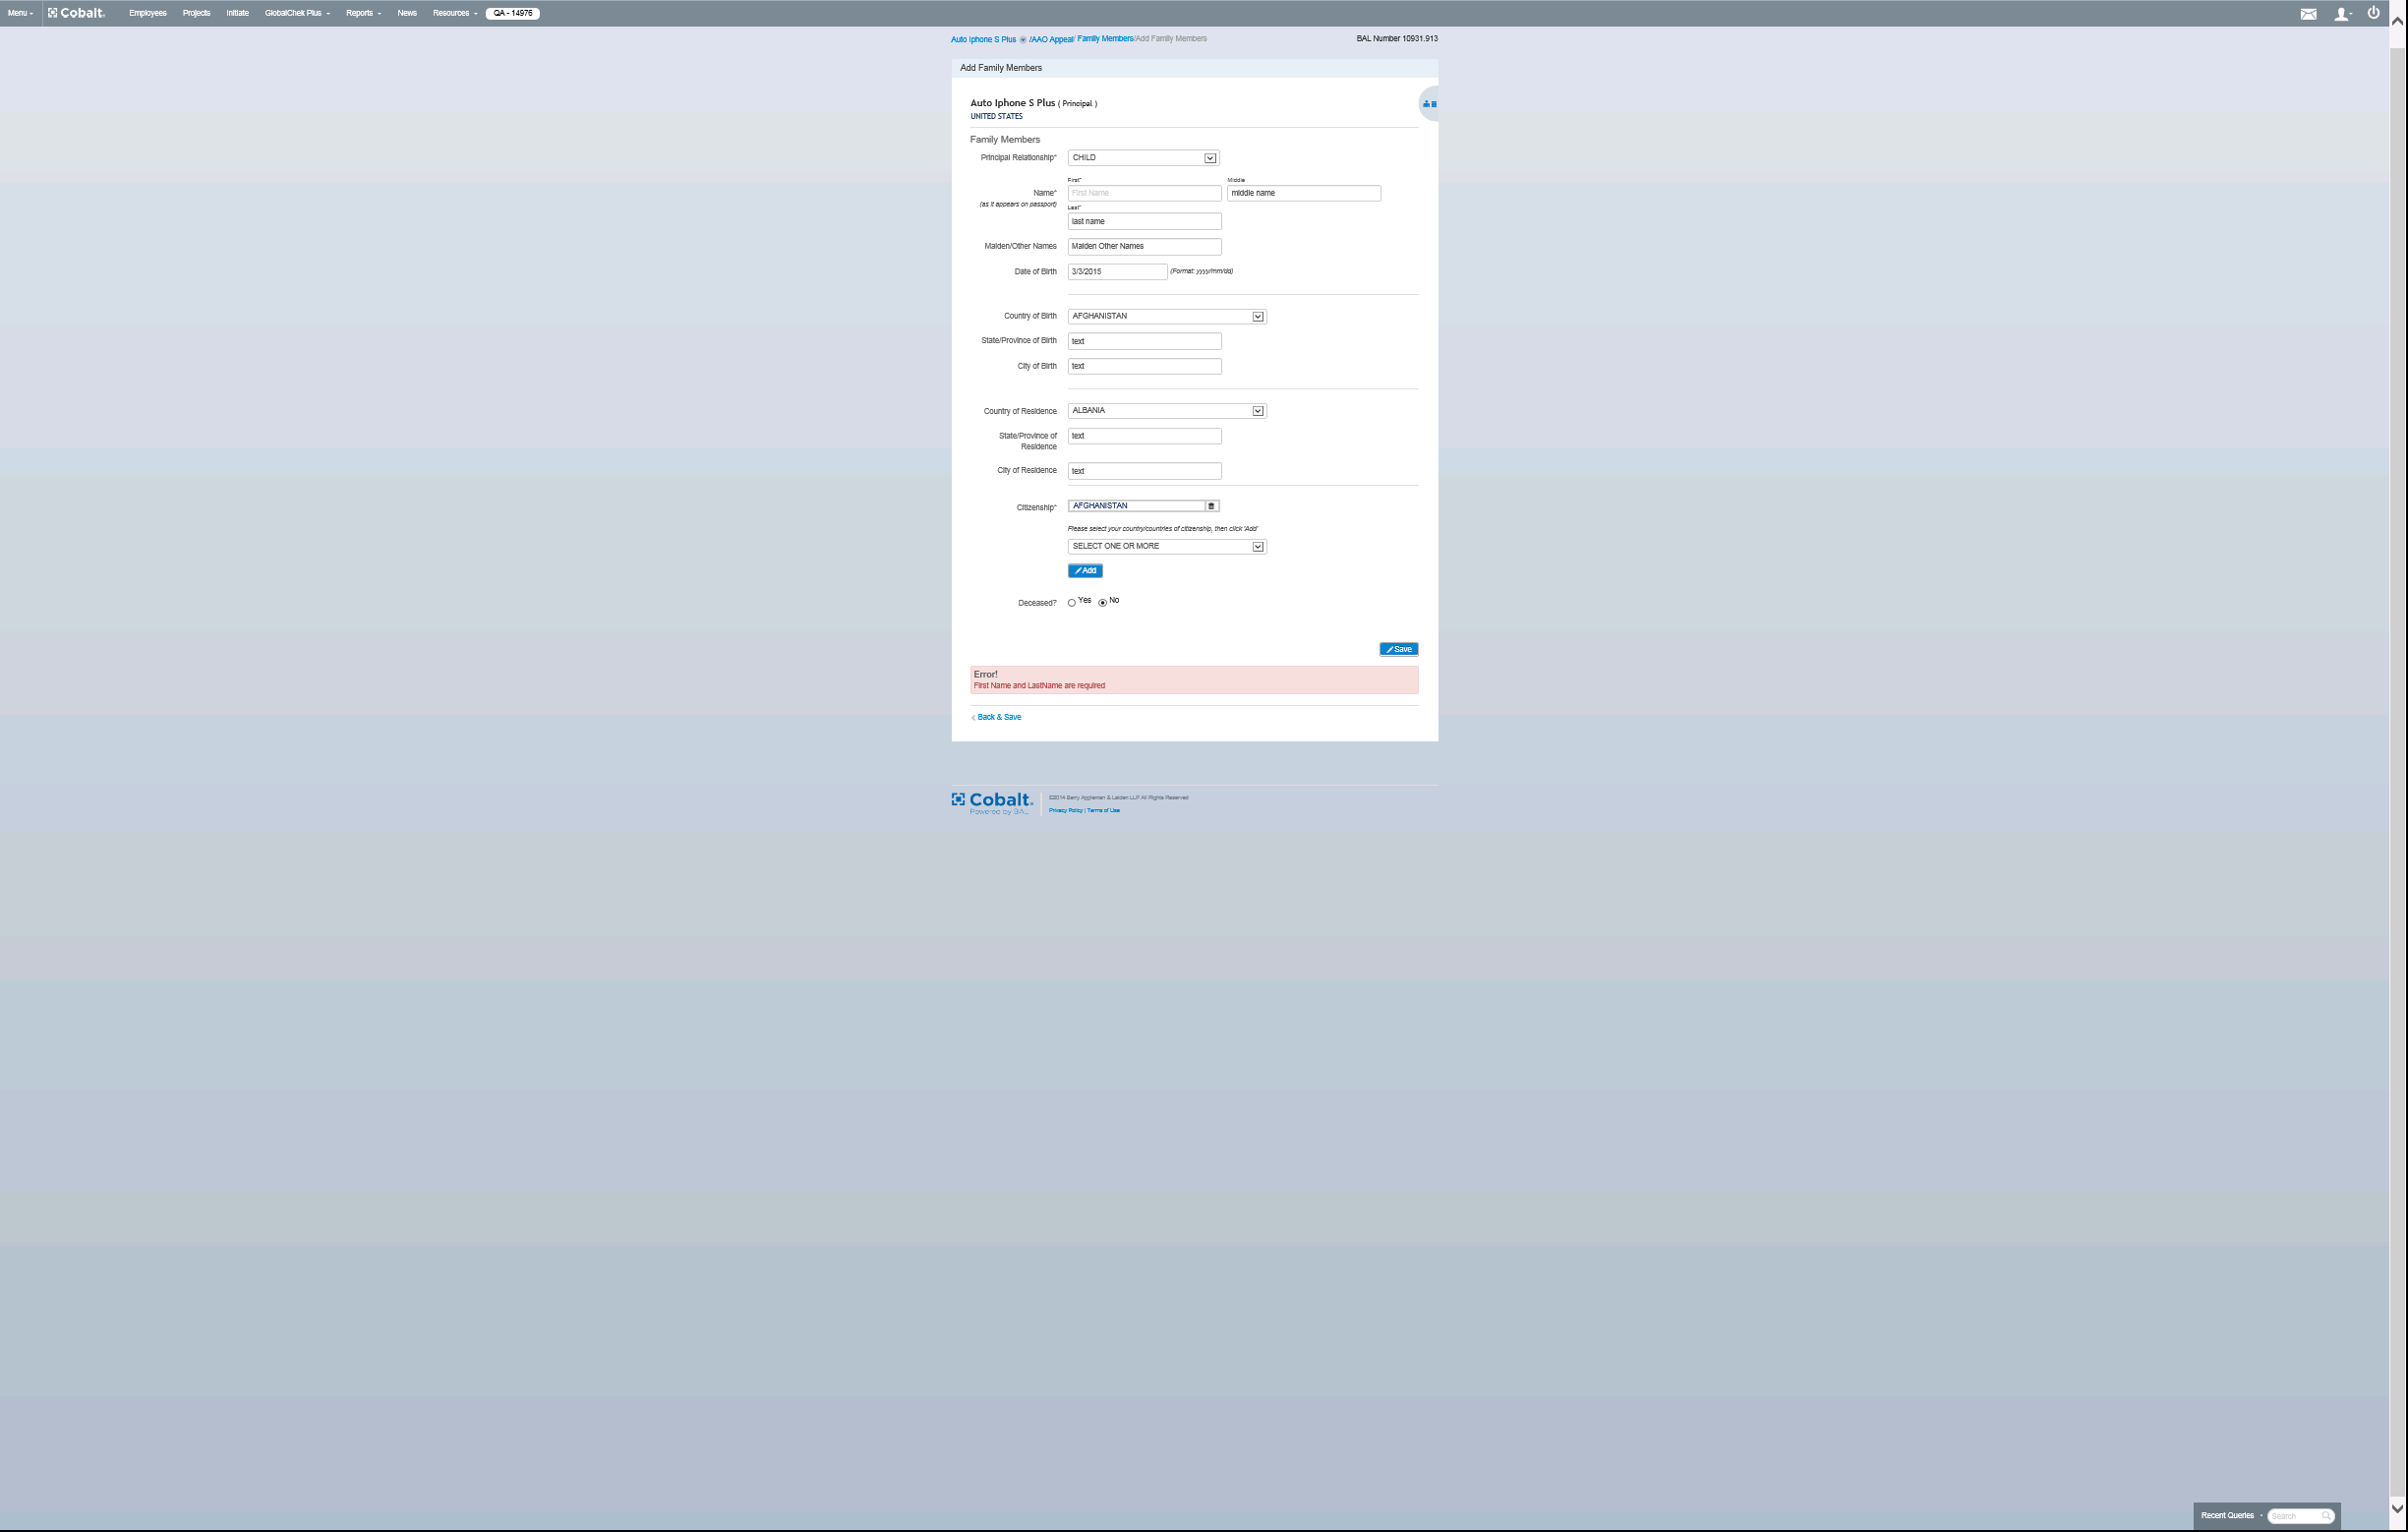 Menu Cobalt. Employees Projects Initiate GlobalChek Plus Reports News Resources QA - 14976
Auto Iphone S Plus /AAO Appeal/ Family Members/Add Family Members BAL Number 10931.913
Add Family Members
Auto Iphone S Plus ( Principal )
UNITED STATES
Family Members
Principal Relationship* CHILD
First* Middle
Name* First Name middle name
(as it appears on passport)
Last*
last name
Maiden/Other Names Maiden Other Names
Date of Birth 3/3/2015 (Format: yyyy/mm/dd)
Country of Birth AFGHANISTAN
State/Province of Birth text
City of Birth text
Country of Residence ALBANIA
State/Province of Residence text
City of Residence text
Citizenship* AFGHANISTAN
Please select your country/countries of citizenship, then click 'Add'
SELECT ONE OR MORE
Add
Deceased? Yes No
Save
Error!
First Name and LastName are required
Back & Save
Cobalt. ©2014 Berry Appleman & Leiden LLP All Rights Reserved
Powered by BAL Privacy Policy | Terms of Use
Recent Queries Search